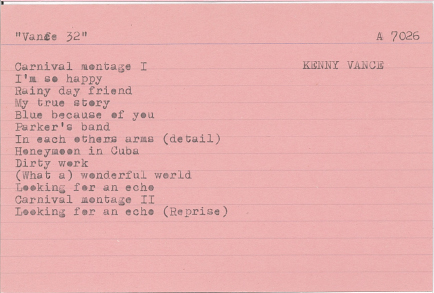 "Vance 32" A 7026
Carnival montage I KENNY VANCE
I'm so happy
Rainy day friend
My true story
Blue because of you
Parker's band
In each others arms (detail)
Honeymoon in Cuba
Dirty work
(What a) wonderful world
Looking for an echo
Carnival montage II
Looking for an echo (Reprise)